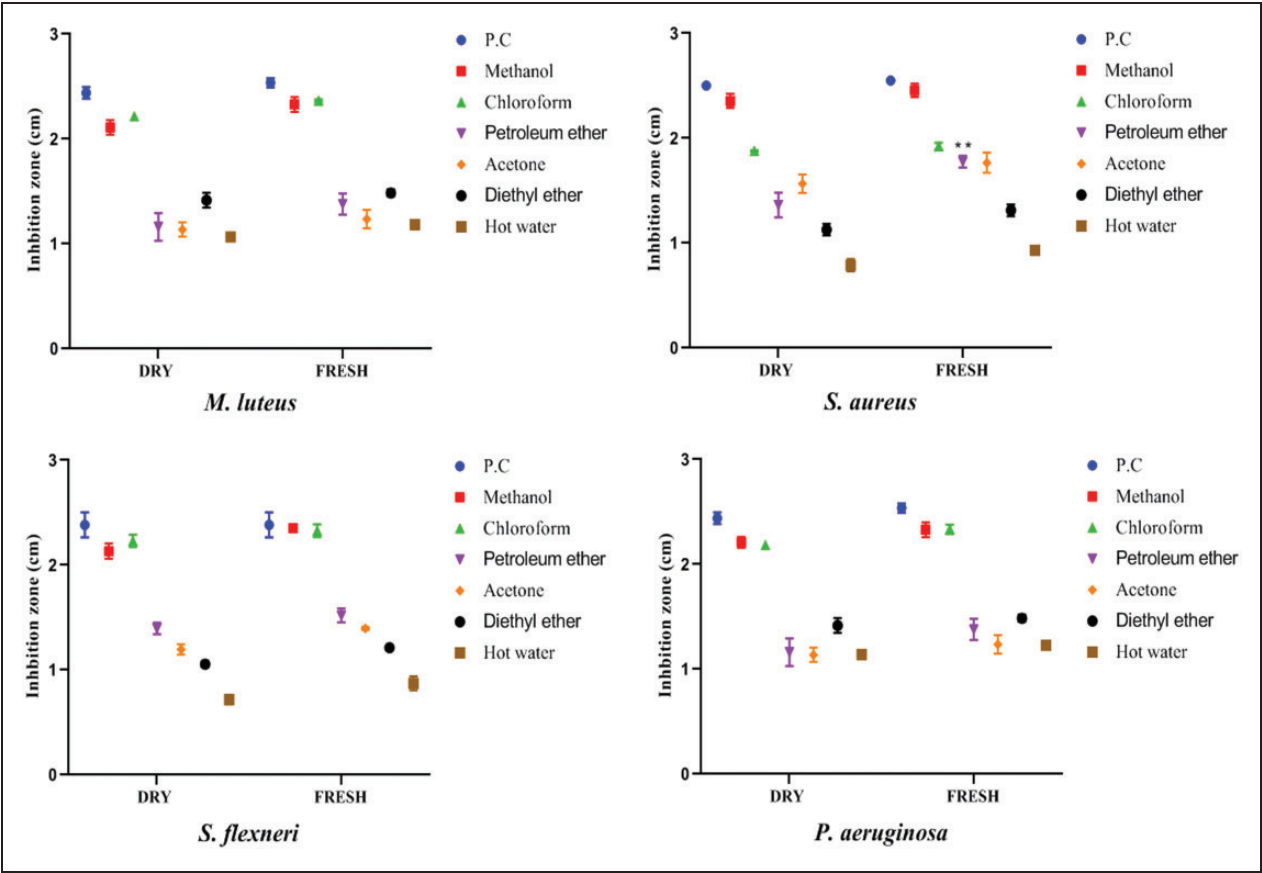 3
2
1
0
Inhbition zone (cm)
DRY
FRESH
M. luteus
P.C
Methanol
Chloroform
Petroleum ether
Acetone
Diethyl ether
Hot water
3
2
1
0
Inhbition zone (cm)
**
DRY
FRESH
S. aureus
P.C
Methanol
Chloroform
Petroleum ether
Acetone
Diethyl ether
Hot water
3
2
1
0
Inhbition zone (cm)
DRY
FRESH
S. flexneri
P.C
Methanol
Chloroform
Petroleum ether
Acetone
Diethyl ether
Hot water
3
2
1
0
Inhbition zone (cm)
DRY
FRESH
P. aeruginosa
P.C
Methanol
Chloroform
Petroleum ether
Acetone
Diethyl ether
Hot water